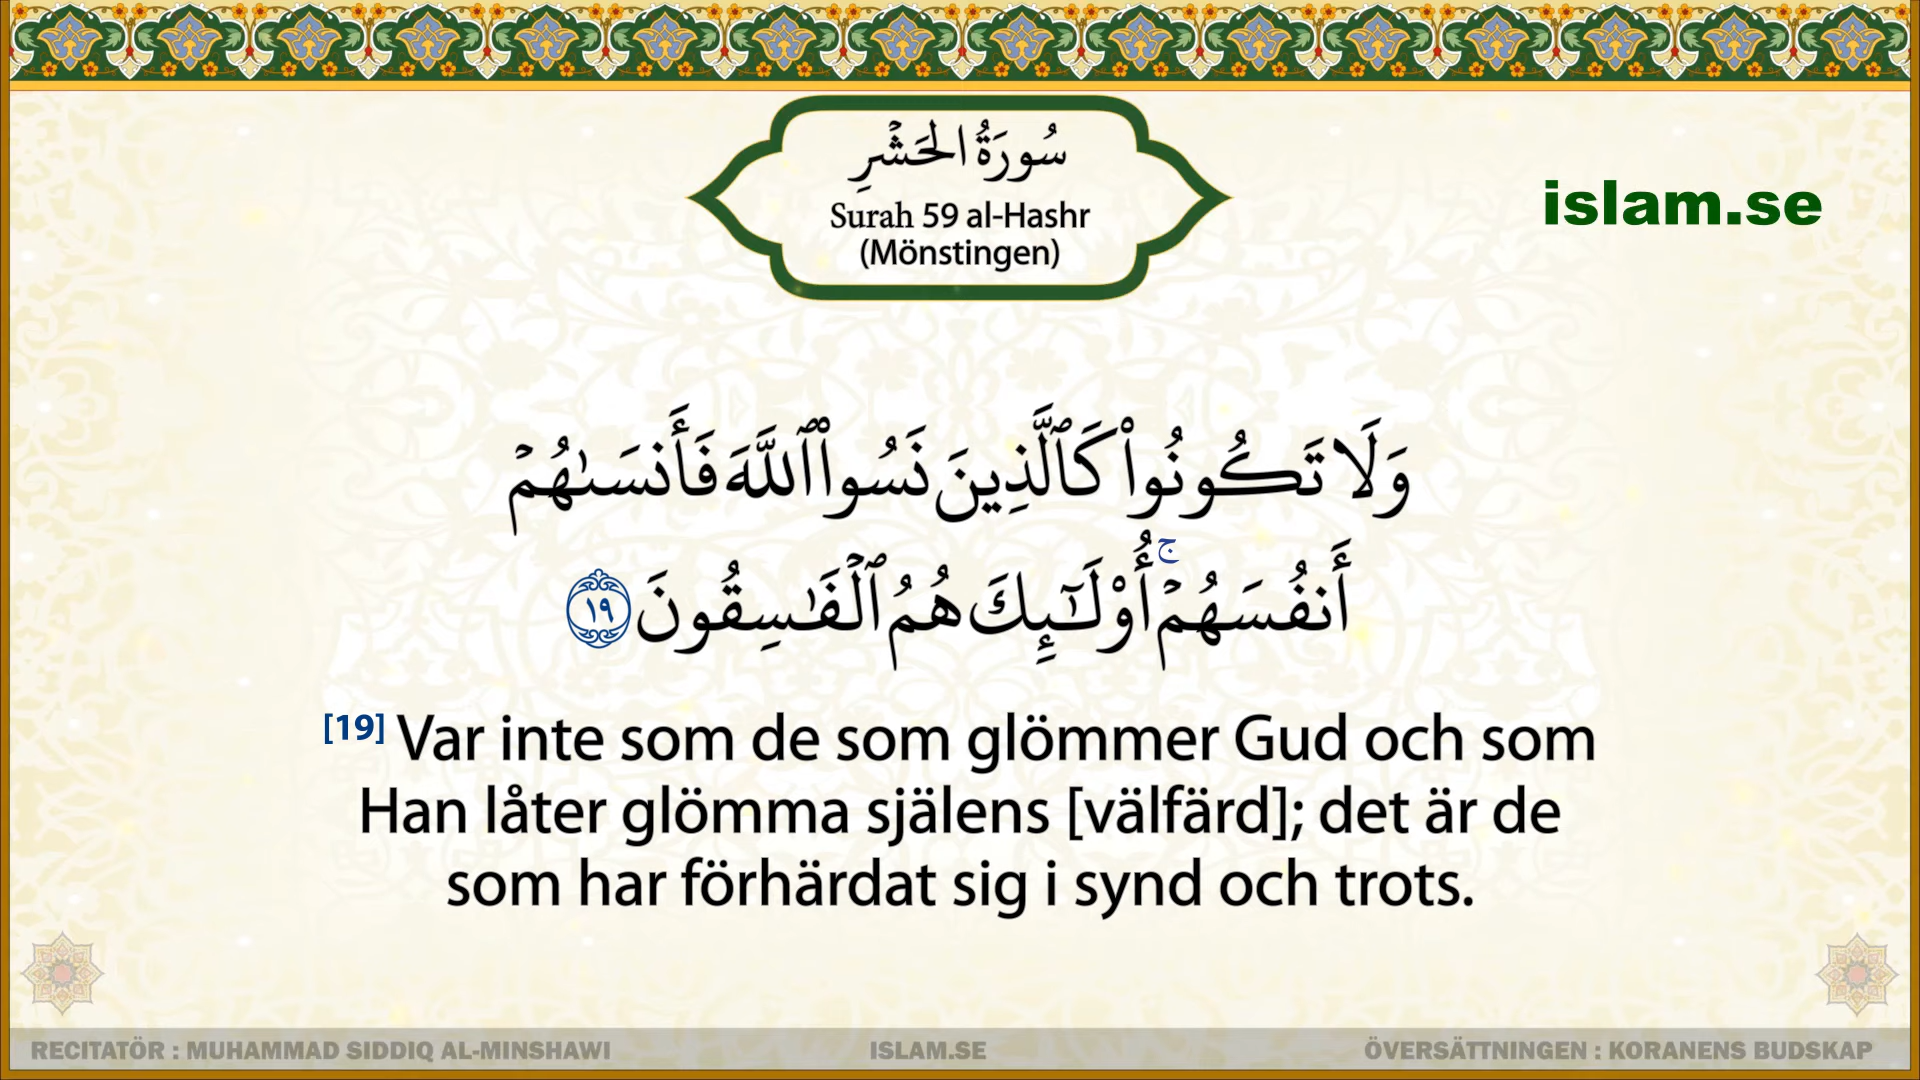 سُورَةُ الحَشْرِ
Surah 59 al-Hashr
(Mönstingen)
islam.se
وَلَا تَكُونُوا۟ كَٱلَّذِينَ نَسُوا۟ ٱللَّهَ فَأَنسَىٰهُمْ
أَنفُسَهُمْ ۚ أُو۟لَـٰٓئِكَ هُمُ ٱلْفَـٰسِقُونَ ١٩
[19] Var inte som de som glömmer Gud och som
Han låter glömma själens [välfärd]; det är de
som har förhärdat sig i synd och trots.
RECITATÖR : MUHAMMAD SIDDIQ AL-MINSHAWI
ISLAM.SE
ÖVERSÄTTNINGEN : KORANENS BUDSKAP